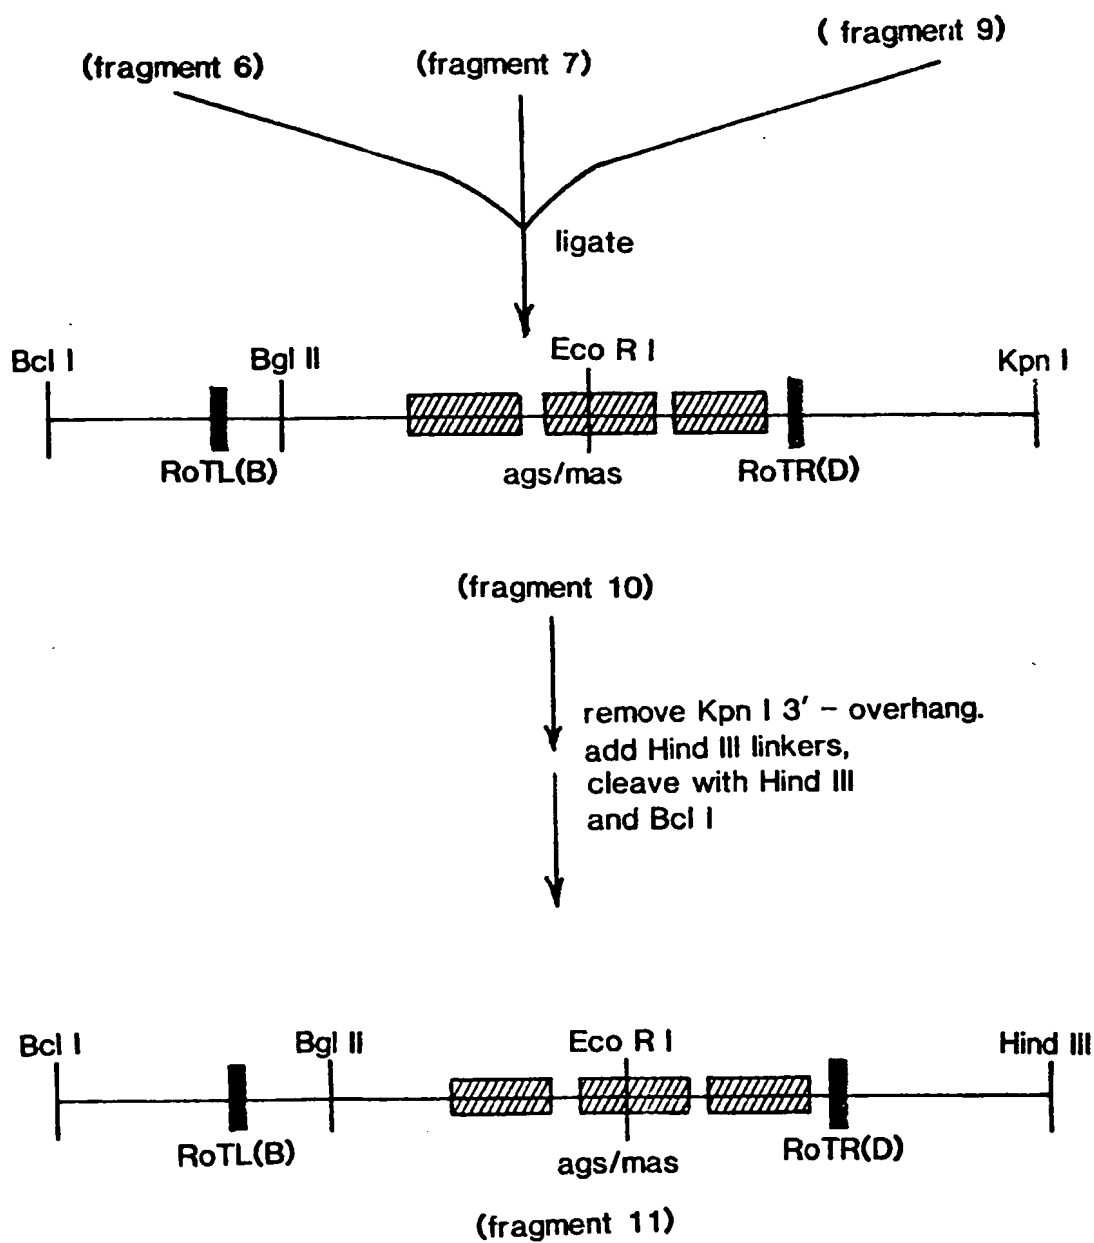 (fragment 6)
(fragment 7)
( fragment 9)
ligate
Bcl I
Bgl II
Eco R I
Kpn I
RoTL(B)
ags/mas
RoTR(D)
(fragment 10)
remove Kpn I 3′ – overhang.
add Hind III linkers,
cleave with Hind III
and Bcl I
Bcl I
Bgl II
Eco R I
Hind III
RoTL(B)
ags/mas
RoTR(D)
(fragment 11)